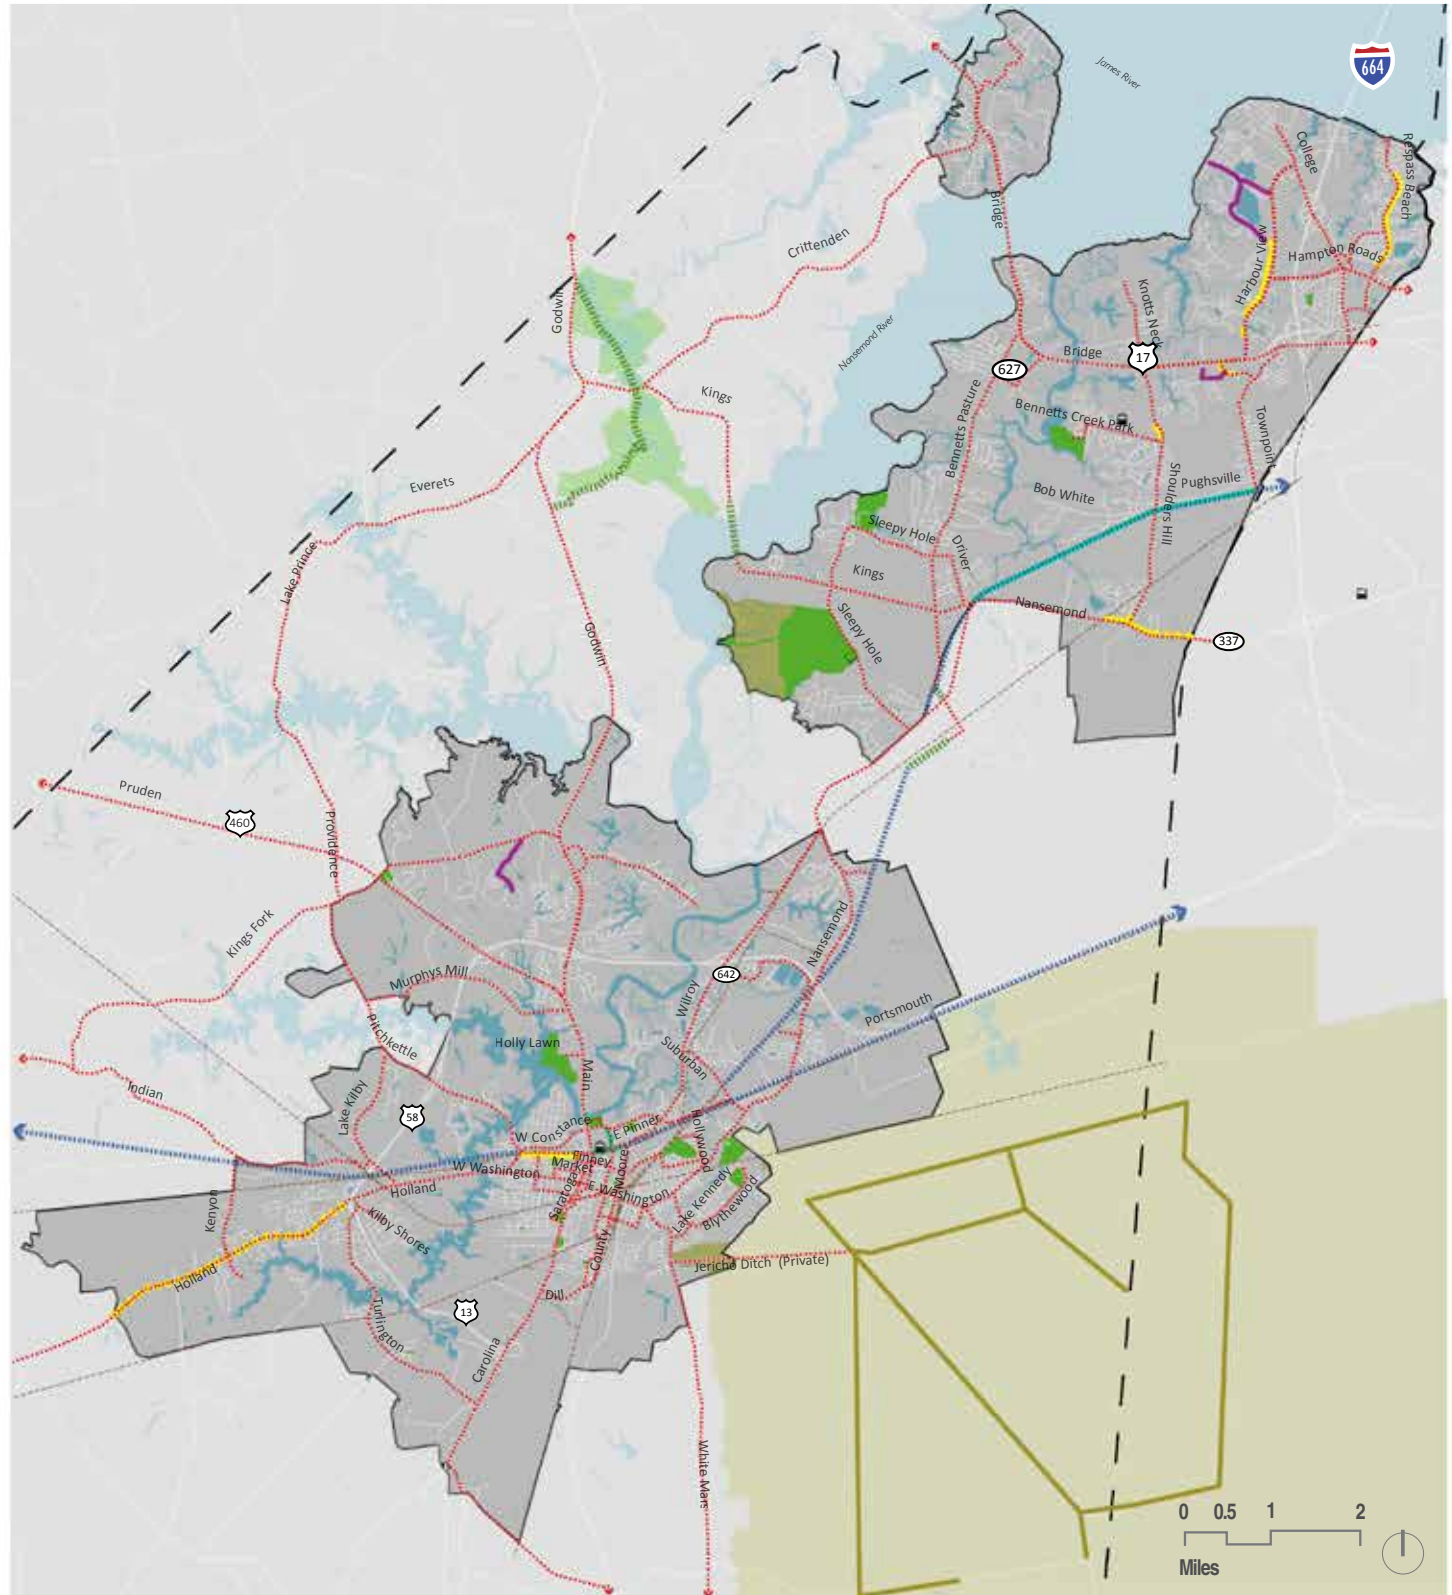 James River
664
College
Respass Beach
Bridge
Crittenden
Harbour View
Hampton Roads
Godwin
Knotts Neck
Nansemond River
Bridge
17
627
Kings
Bennetts Pasture
Bennetts Creek Park
Townpoint
Everets
Bob White
Shoulders Hill
Pughsville
Sleepy Hole
Driver
Lake Prince
Kings
Nansemond
Sleepy Hole
337
Godwin
Pruden
460
Providence
Kings Fork
Nansemond
Murphys Mill
642
Wilroy
Portsmouth
Pitchkettle
Holly Lawn
Suburban
Main
Indian
Lake Kilby
58
W Constance
E Pinner
Hollywood
Finney
Market
Moore
W Washington
Holland
Saratoga
E Washington
Lake Kennedy
Blythewood
Kenyon
Kilby Shores
County
Jericho Ditch (Private)
Holland
Dill
13
Turlington
Carolina
White Mars
0 0.5 1 2
Miles